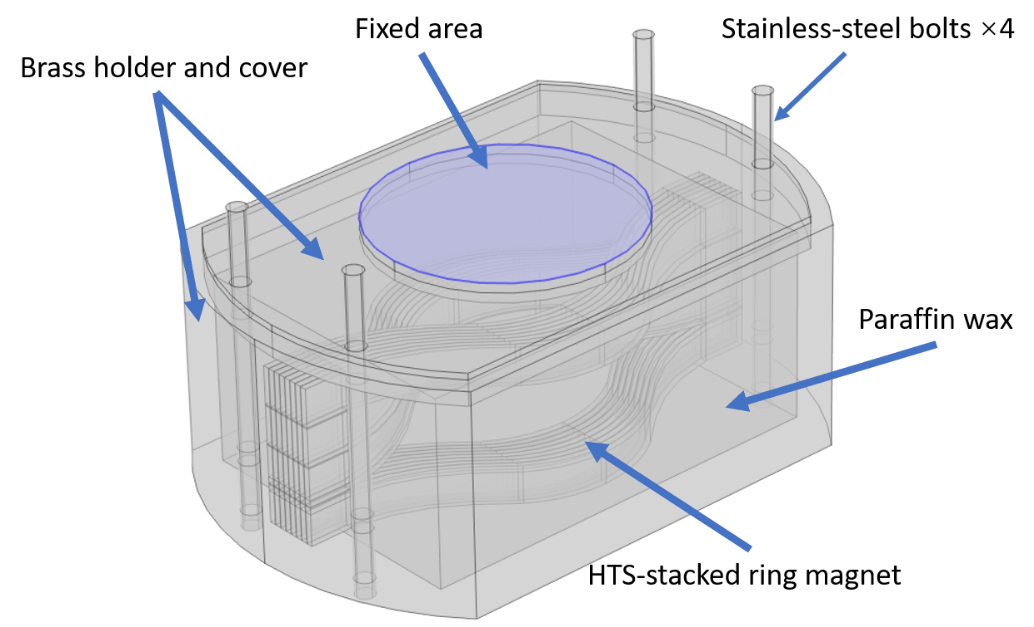 Fixed area
Stainless-steel bolts ×4
Brass holder and cover
Paraffin wax
HTS-stacked ring magnet